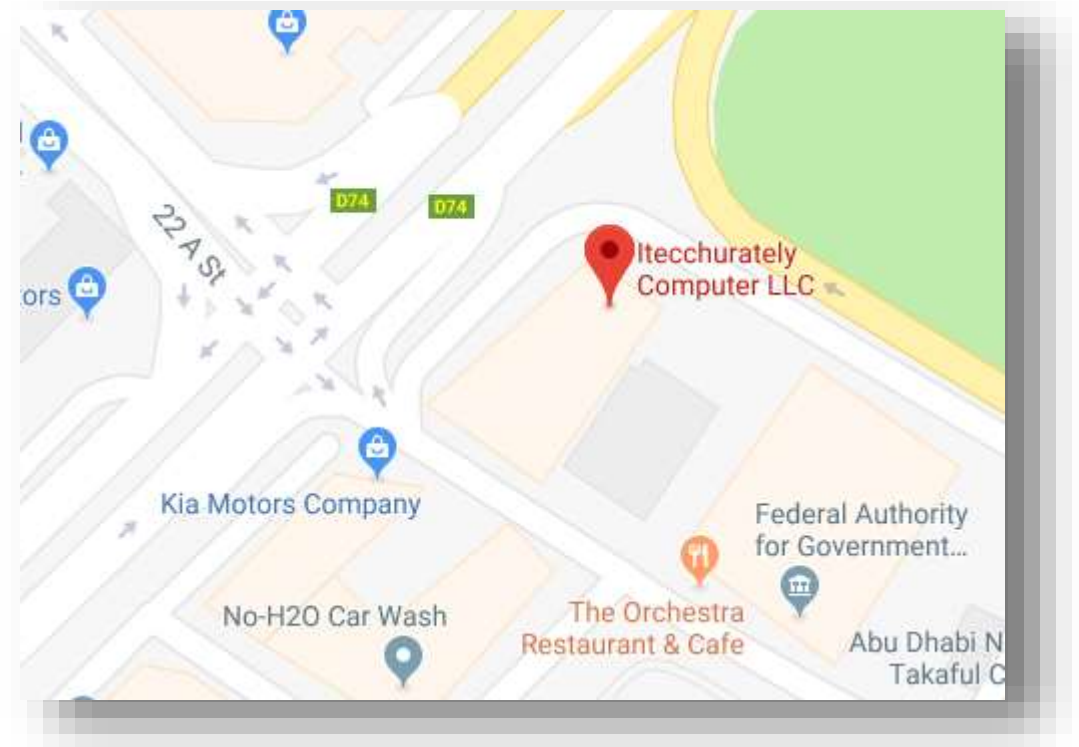 D74
D74
22 A St
Itecchurately
Computer LLC
ors
Kia Motors Company
Federal Authority
for Government...
No-H2O Car Wash
The Orchestra
Restaurant & Cafe
Abu Dhabi N
Takaful C